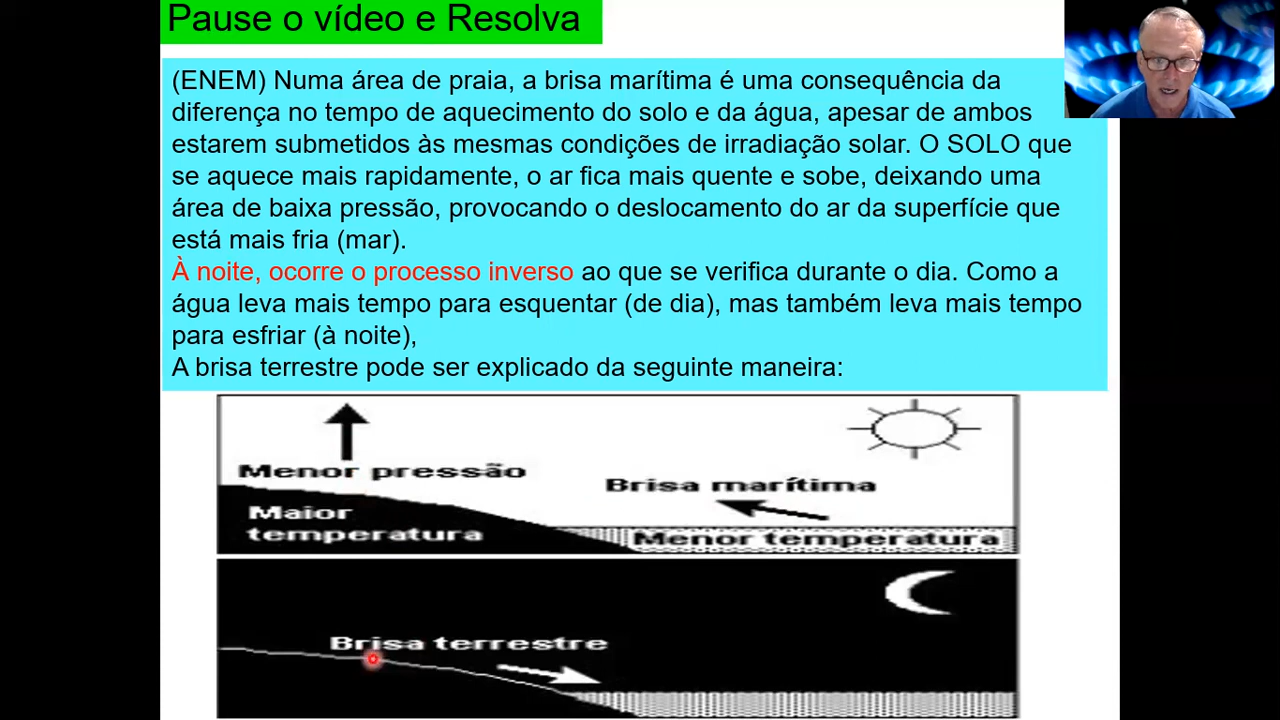 Pause o vídeo e Resolva
(ENEM) Numa área de praia, a brisa marítima é uma consequência da
diferença no tempo de aquecimento do solo e da água, apesar de ambos
estarem submetidos às mesmas condições de irradiação solar. O SOLO que
se aquece mais rapidamente, o ar fica mais quente e sobe, deixando uma
área de baixa pressão, provocando o deslocamento do ar da superfície que
está mais fria (mar).
À noite, ocorre o processo inverso ao que se verifica durante o dia. Como a
água leva mais tempo para esquentar (de dia), mas também leva mais tempo
para esfriar (à noite),
A brisa terrestre pode ser explicado da seguinte maneira:
Menor pressão
Brisa marítima
Maior
temperatura
Menor temperatura
Brisa terrestre